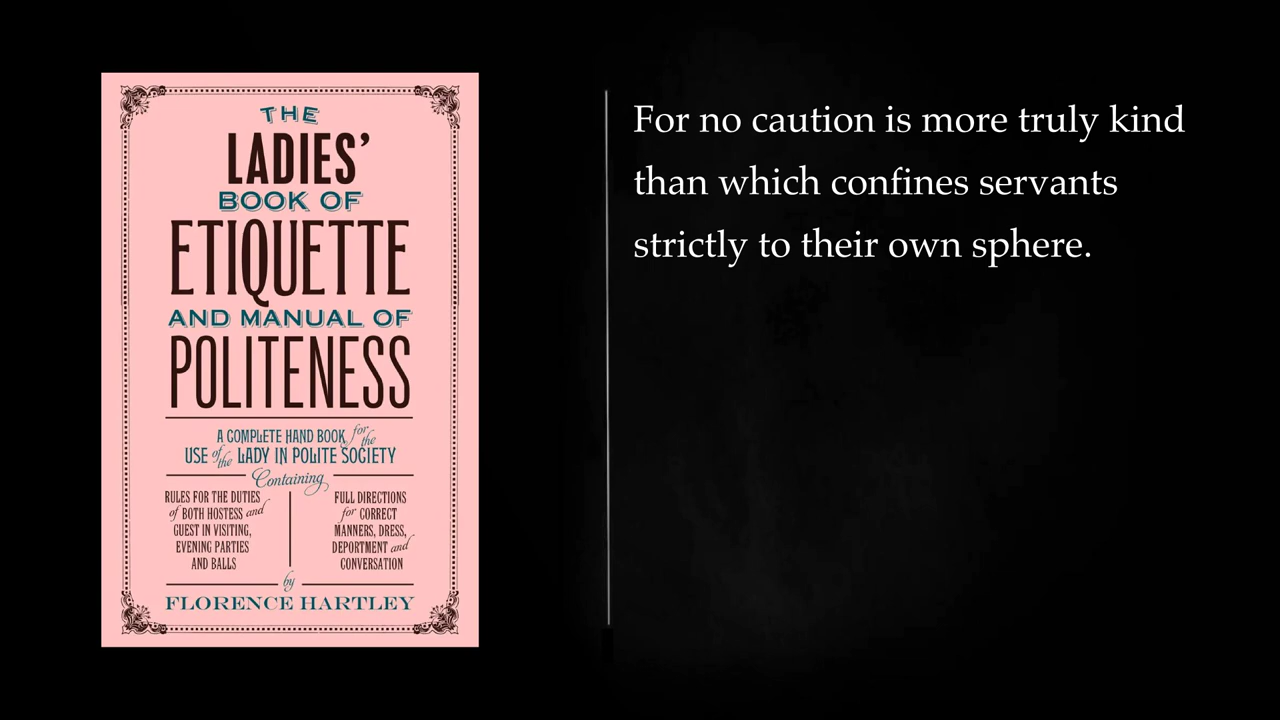 THE
LADIES'
BOOK OF
ETIQUETTE
AND MANUAL OF
POLITENESS
A COMPLETE HAND BOOK for the
USE of the LADY IN POLITE SOCIETY
Containing
RULES FOR THE DUTIES
of BOTH HOSTESS and
GUEST IN VISITING,
EVENING PARTIES
AND BALLS
FULL DIRECTIONS
for CORRECT
MANNERS, DRESS,
DEPORTMENT and
CONVERSATION
by
FLORENCE HARTLEY
For no caution is more truly kind
than which confines servants
strictly to their own sphere.